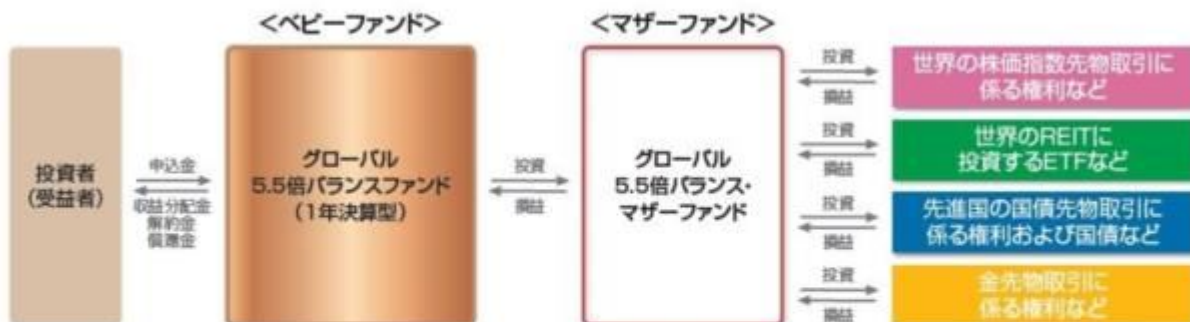 <ベビーファンド>
<マザーファンド>
投資者
(受益者)
申込金
収益分配金
解約金
償還金
グローバル
5.5倍バランスファンド
(1年決算型)
投資
損益
グローバル
5.5倍バランス・
マザーファンド
投資
損益
世界の株価指数先物取引に
係る権利など
投資
損益
世界のREITに
投資するETFなど
投資
損益
先進国の国債先物取引に
係る権利および国債など
投資
損益
金先物取引に
係る権利など